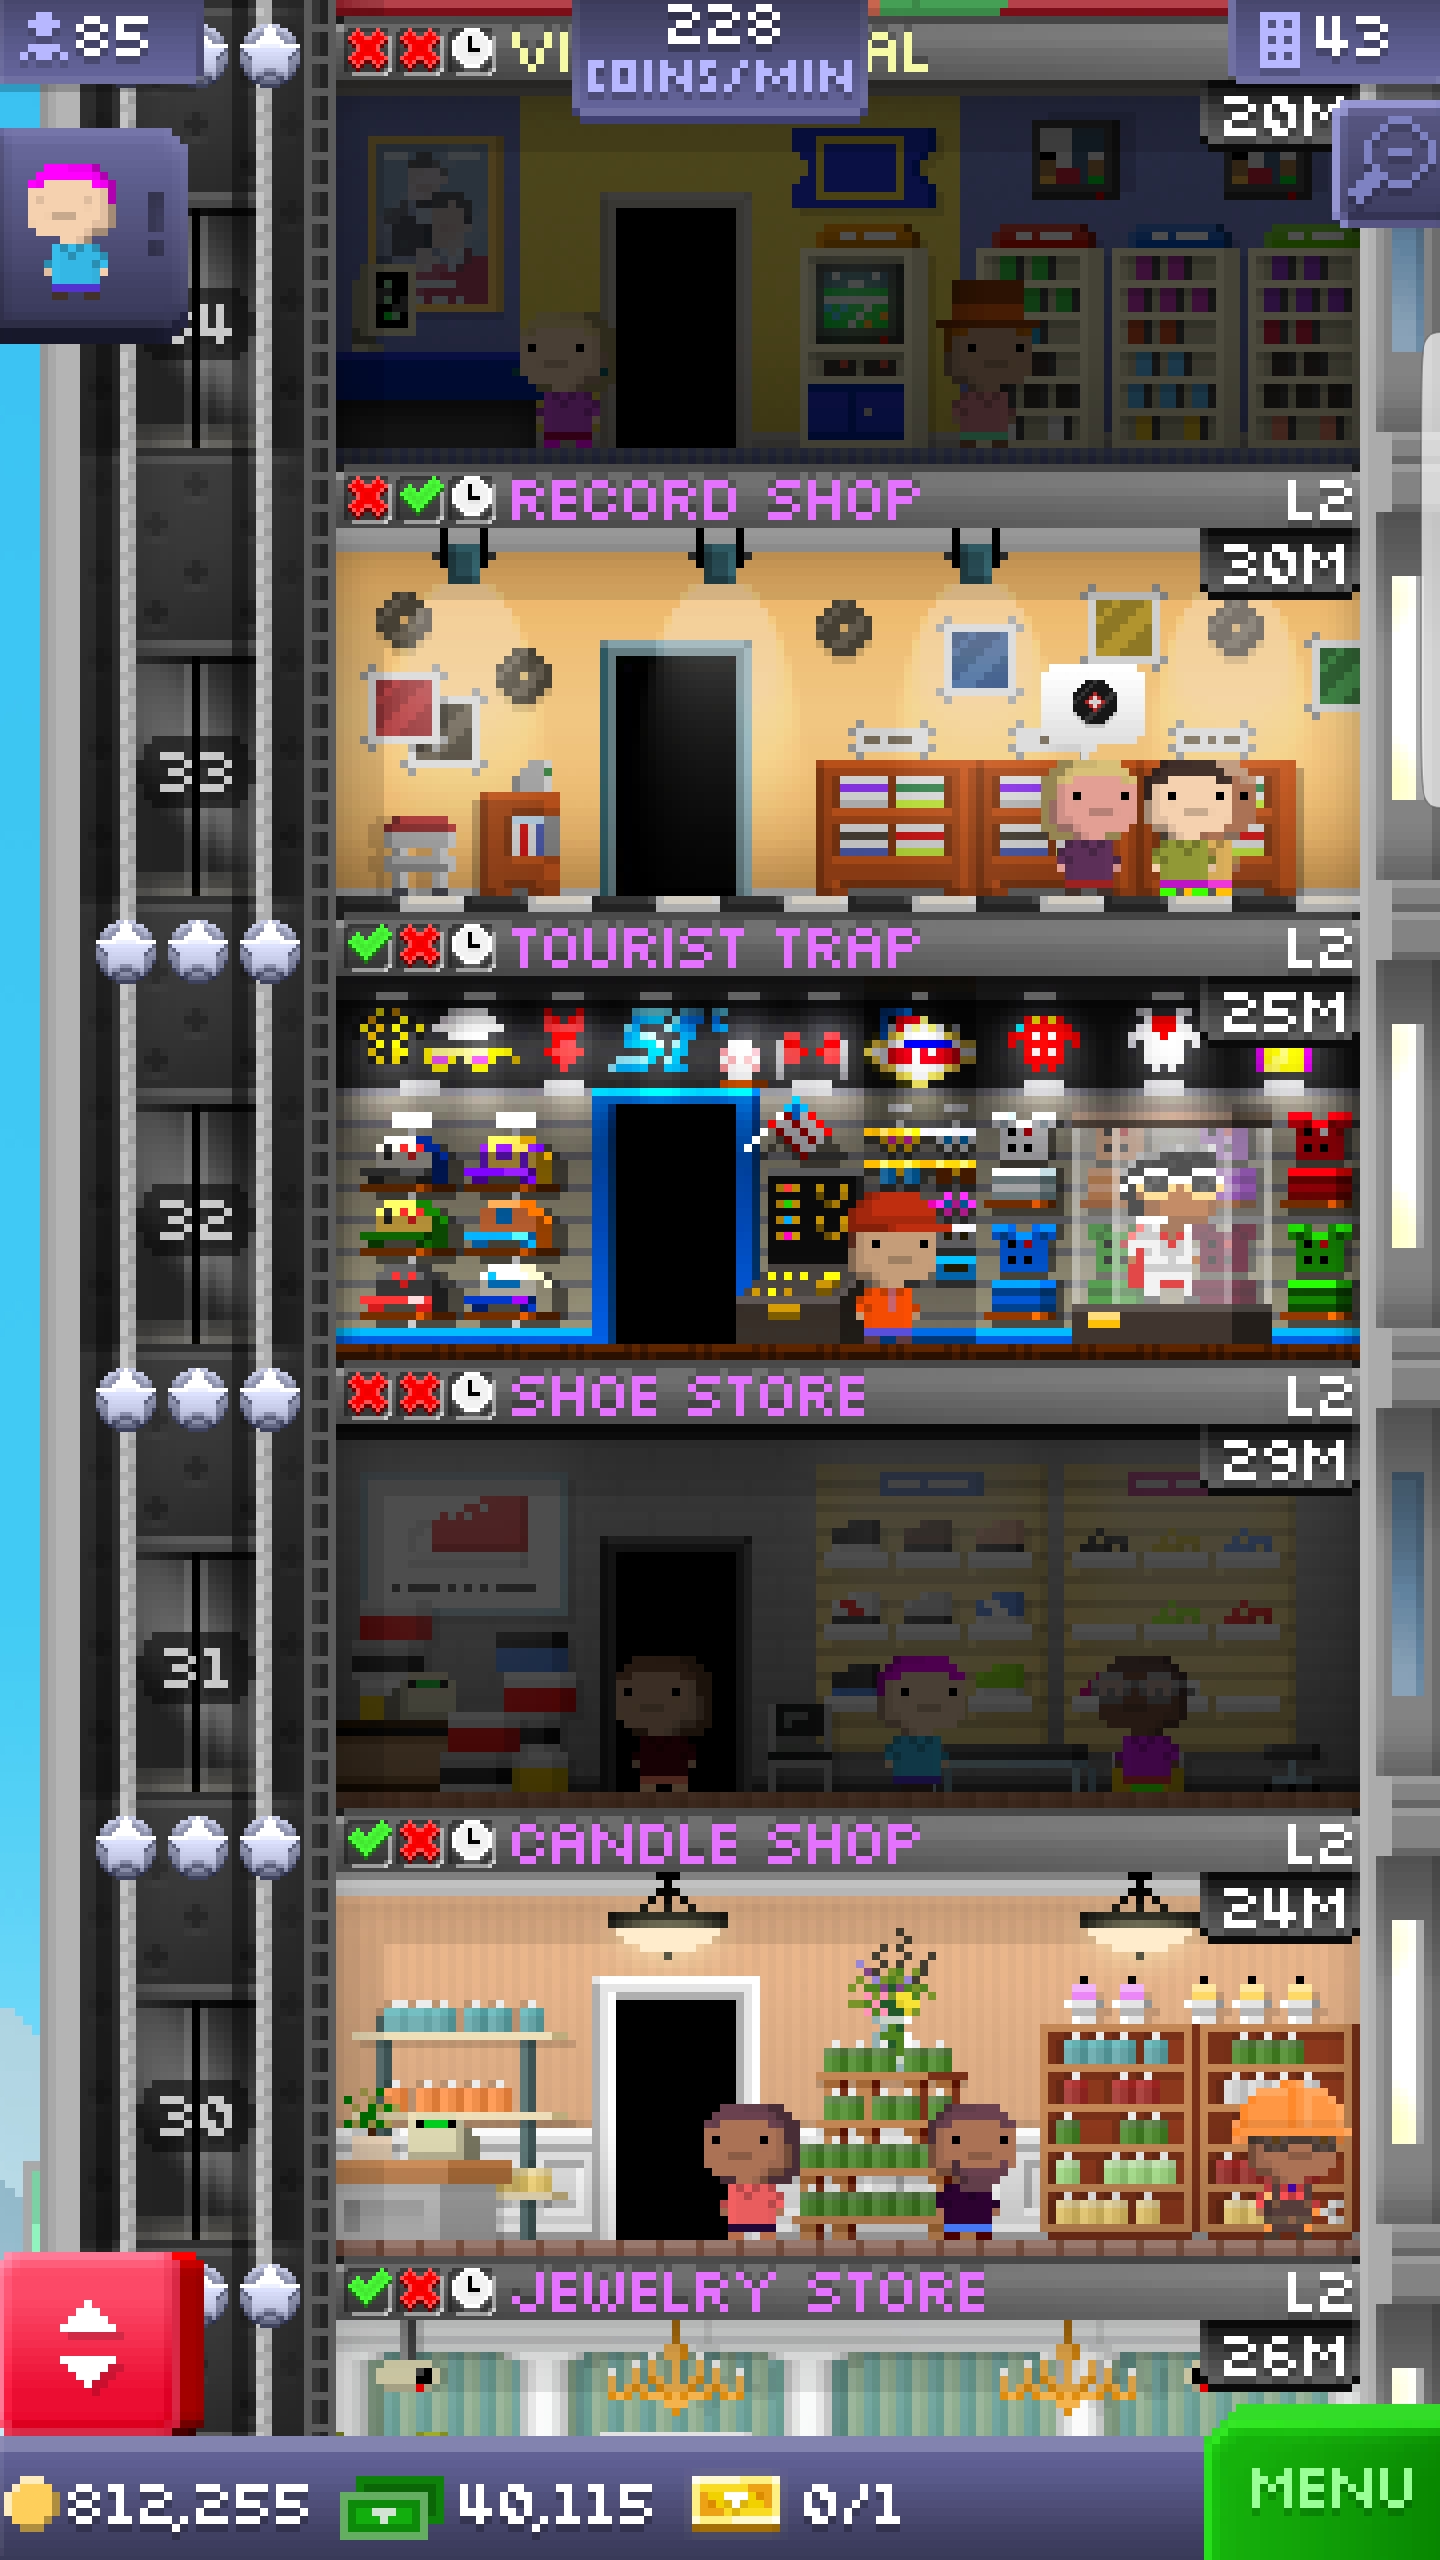 85
228
COINS/MIN
43
VI AL
20M
34
RECORD SHOP L2
30M
33
TOURIST TRAP L2
25M
32
SHOE STORE L2
29M
31
CANDLE SHOP L2
24M
30
JEWELRY STORE L2
26M
812,255 40,115 0/1
MENU